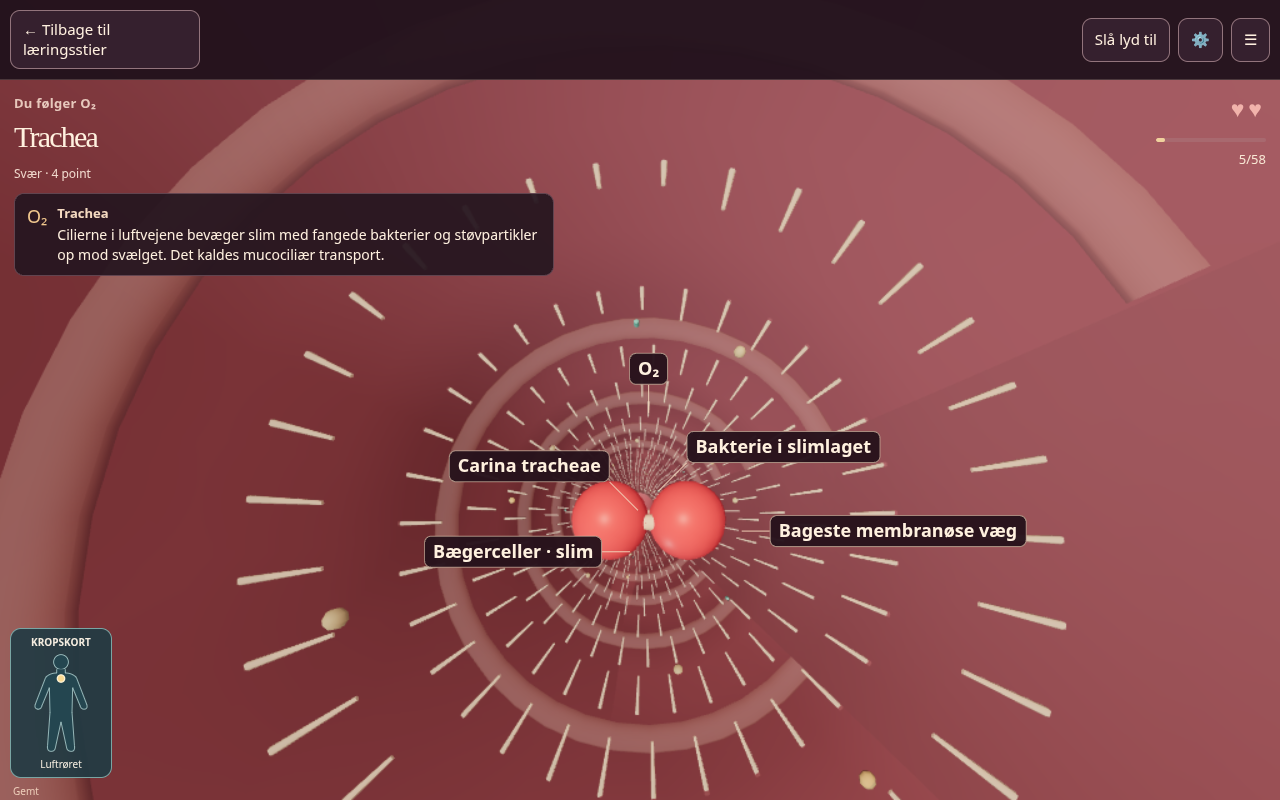 ← Tilbage til
læringsstier
Slå lyd til
Du følger O₂
Trachea
Svær · 4 point
5/58
O₂
Trachea
Cilierne i luftvejene bevæger slim med fangede bakterier og støvpartikler
op mod svælget. Det kaldes mucociliær transport.
O₂
Bakterie i slimlaget
Carina tracheae
Bageste membranøse væg
Bægerceller · slim
KROPSKORT
Luftrøret
Gemt